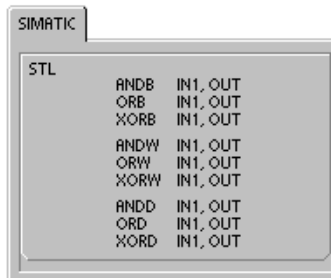 SIMATIC
STL
ANDB IN1, OUT
ORB IN1, OUT
XORB IN1, OUT
ANDW IN1, OUT
ORW IN1, OUT
XORW IN1, OUT
ANDD IN1, OUT
ORD IN1, OUT
XORD IN1, OUT